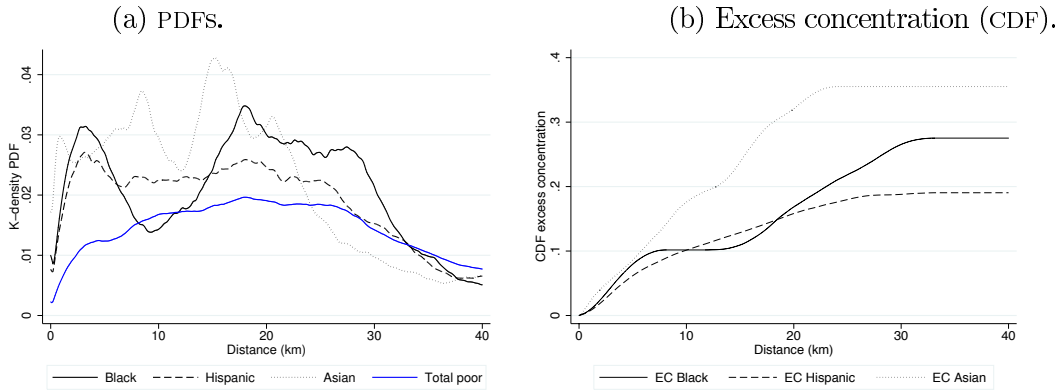 (a) PDFs.
K−density PDF
.04
.03
.02
.01
0
0 10 20 30 40
Distance (km)
Black Hispanic Asian Total poor
(b) Excess concentration (CDF).
CDF excess concentration
.4
.3
.2
.1
0
0 10 20 30 40
Distance (km)
EC Black EC Hispanic EC Asian